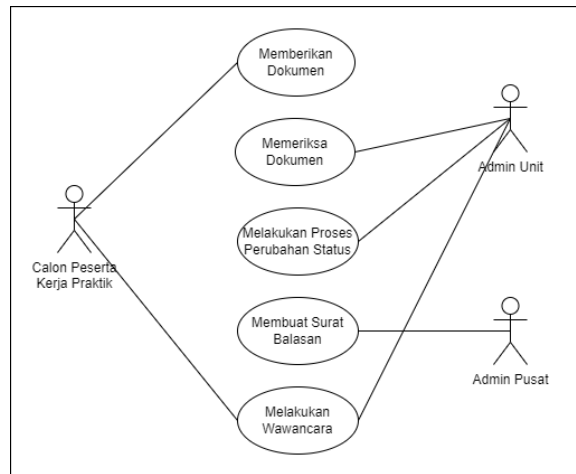 Memberikan
Dokumen
Memeriksa
Dokumen
Admin Unit
Melakukan Proses
Perubahan Status
Calon Peserta
Kerja Praktik
Membuat Surat
Balasan
Admin Pusat
Melakukan
Wawancara